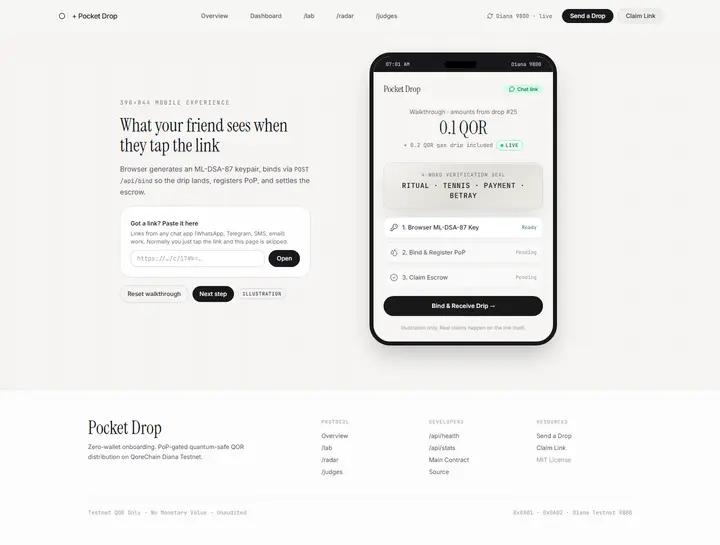 + Pocket Drop
Overview
Dashboard
/lab
/radar
/judges
Diana 9800 · live
Send a Drop
Claim Link
390×844 MOBILE EXPERIENCE
What your friend sees when
they tap the link
Browser generates an ML-DSA-87 keypair, binds via POST
/api/bind so the drip lands, registers PoP, and settles the
escrow.
Got a link? Paste it here
Links from any chat app (WhatsApp, Telegram, SMS, email)
work. Normally you just tap the link and this page is skipped.
Open
Reset walkthrough
Next step
ILLUSTRATION
07:01 AM
Diana 9800
Pocket Drop
Chat link
Walkthrough · amounts from drop #25
0.1 QOR
+ 0.2 QOR gas drip included
LIVE
4-WORD VERIFICATION SEAL
RITUAL · TENNIS · PAYMENT ·
BETRAY
1. Browser ML-DSA-87 Key
Ready
2. Bind & Register PoP
Pending
3. Claim Escrow
Pending
Bind & Receive Drip →
Illustration only. Real claims happen on the link itself.
Pocket Drop
Zero-wallet onboarding. PoP-gated quantum-safe QOR
distribution on QoreChain Diana Testnet.
PROTOCOL
Overview
/lab
/radar
/judges
DEVELOPERS
/api/health
/api/stats
Main Contract
Source
RESOURCES
Send a Drop
Claim Link
MIT License
Testnet QOR Only · No Monetary Value · Unaudited
0x0A01 · 0x0A02 · Diana Testnet 9800